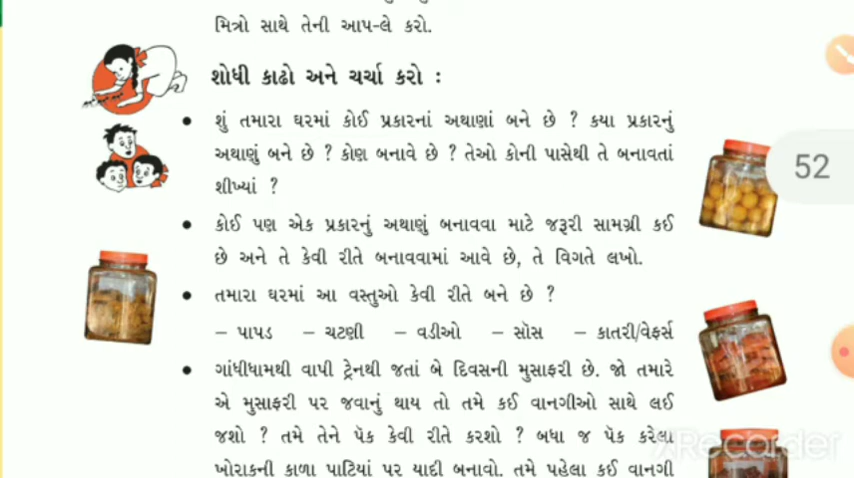 મિત્રો સાથે તેની આપ-લે કરો.
શોધી કાઢો અને ચર્ચા કરો :
• શું તમારા ઘરમાં કોઈ પ્રકારનાં અથાણાં બને છે ? ક્યા પ્રકારનું
અથાણું બને છે ? કોણ બનાવે છે ? તેઓ કોની પાસેથી તે બનાવતાં
શીખ્યાં ?
52
• કોઈ પણ એક પ્રકારનું અથાણું બનાવવા માટે જરૂરી સામગ્રી કઈ
છે અને તે કેવી રીતે બનાવવામાં આવે છે, તે વિગતે લખો.
• તમારા ઘરમાં આ વસ્તુઓ કેવી રીતે બને છે ?
– પાપડ – ચટણી – વડીઓ – સૉસ – કાતરી/વેફર્સ
• ગાંધીધામથી વાપી ટ્રેનથી જતાં બે દિવસની મુસાફરી છે. જો તમારે
એ મુસાફરી પર જવાનું થાય તો તમે કઈ વાનગીઓ સાથે લઈ
જશો ? તમે તેને પૅક કેવી રીતે કરશો ? બધા જ પૅક કરેલા
ખોરાકની કાળા પાટિયાં પર યાદી બનાવો. તમે પહેલા કઈ વાનગી
XRecorder